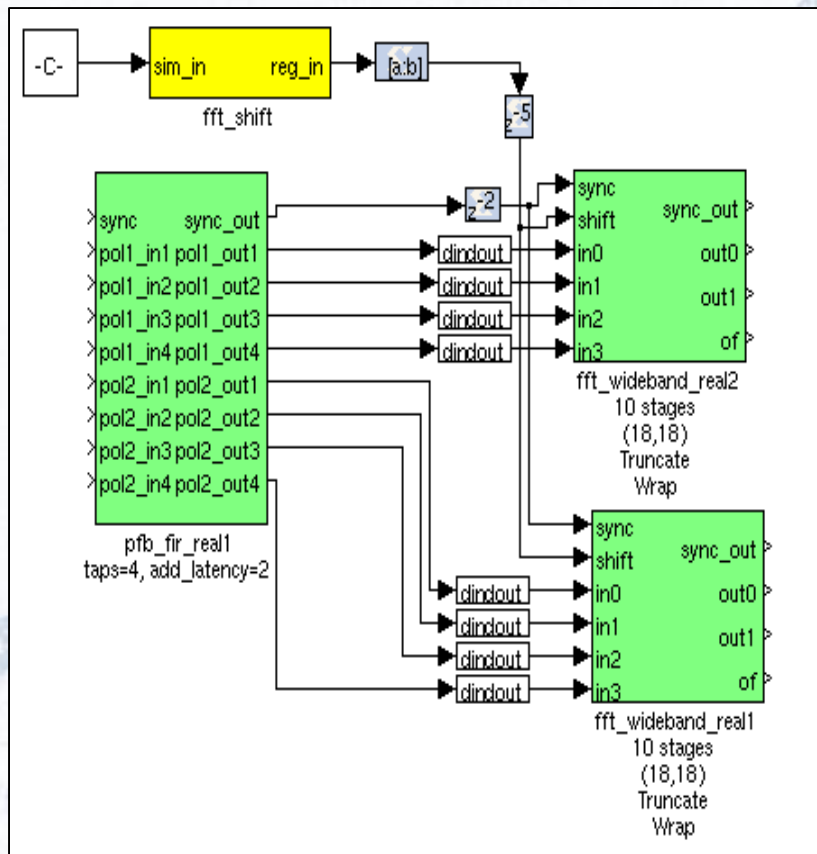 -C-
sim_in reg_in
fft_shift
[a:b]
z-5
sync sync_out
pol1_in1 pol1_out1
pol1_in2 pol1_out2
pol1_in3 pol1_out3
pol1_in4 pol1_out4
pol2_in1 pol2_out1
pol2_in2 pol2_out2
pol2_in3 pol2_out3
pol2_in4 pol2_out4
pfb_fir_real1
taps=4, add_latency=2
z-2
dindout
dindout
dindout
dindout
sync
shift
in0
in1
in2
in3
sync_out
out0
out1
of
fft_wideband_real2
10 stages
(18,18)
Truncate
Wrap
dindout
dindout
dindout
dindout
sync
shift
in0
in1
in2
in3
sync_out
out0
out1
of
fft_wideband_real1
10 stages
(18,18)
Truncate
Wrap